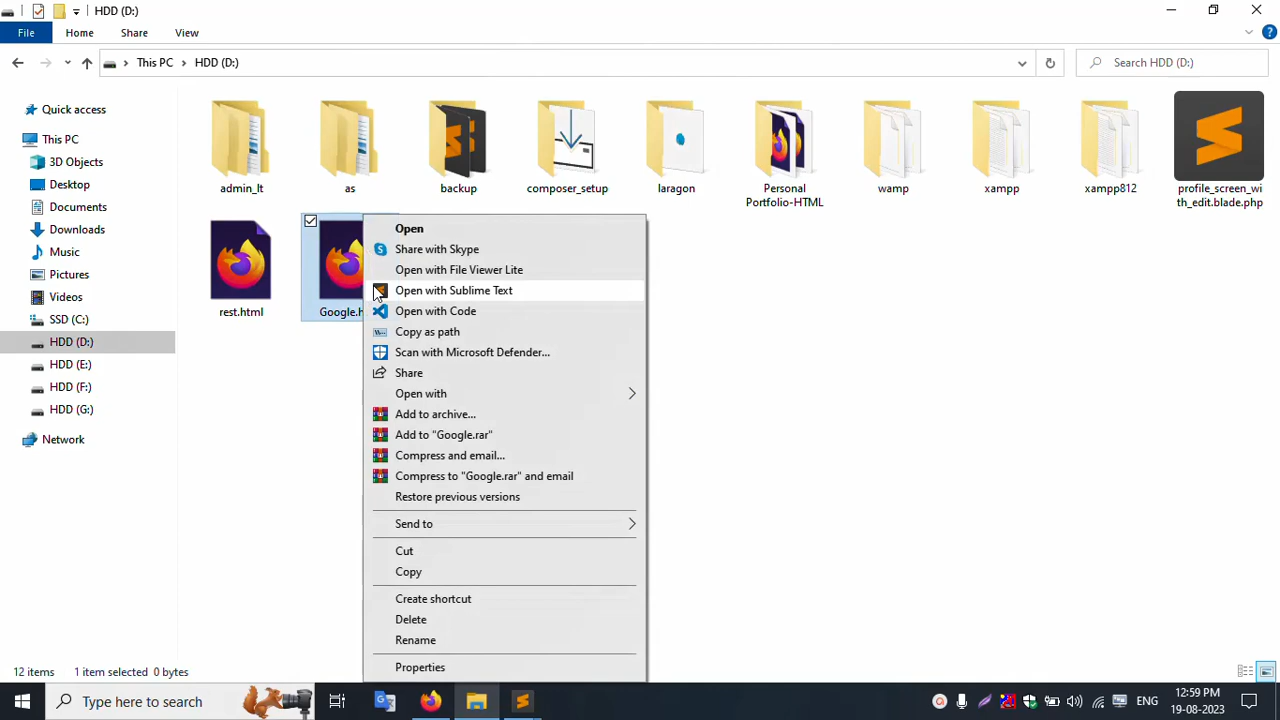 HDD (D:)
File
Home
Share
View
This PC
HDD (D:)
Search HDD (D:)
Quick access
This PC
3D Objects
Desktop
Documents
Downloads
Music
Pictures
Videos
SSD (C:)
HDD (D:)
HDD (E:)
HDD (F:)
HDD (G:)
Network
admin_lt
as
backup
composer_setup
laragon
Personal
Portfolio-HTML
wamp
xampp
xampp812
profile_screen_wi
th_edit.blade.php
rest.html
Google.h
Open
Share with Skype
Open with File Viewer Lite
Open with Sublime Text
Open with Code
Copy as path
Scan with Microsoft Defender...
Share
Open with
Add to archive...
Add to "Google.rar"
Compress and email...
Compress to "Google.rar" and email
Restore previous versions
Send to
Cut
Copy
Create shortcut
Delete
Rename
Properties
12 items
1 item selected 0 bytes
Type here to search
ENG
12:59 PM
19-08-2023